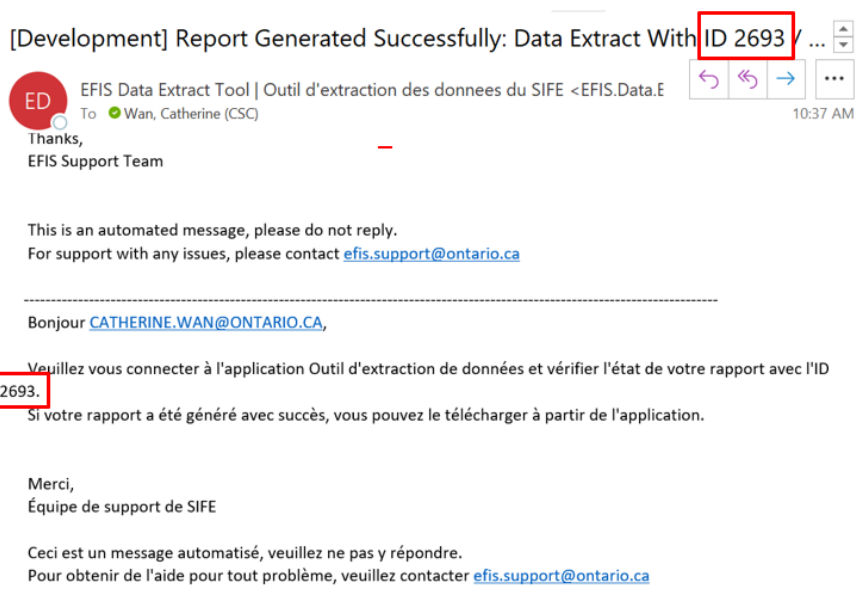 [Development] Report Generated Successfully: Data Extract With ID 2693 / ...
ED
EFIS Data Extract Tool | Outil d'extraction des donnees du SIFE <EFIS.Data.E
To Wan, Catherine (CSC)
10:37 AM
Thanks,
EFIS Support Team
This is an automated message, please do not reply.
For support with any issues, please contact efis.support@ontario.ca
--------------------------------------------------------------------------------
Bonjour CATHERINE.WAN@ONTARIO.CA,
Veuillez vous connecter à l'application Outil d'extraction de données et vérifier l'état de votre rapport avec l'ID
2693.
Si votre rapport a été généré avec succès, vous pouvez le télécharger à partir de l'application.
Merci,
Équipe de support de SIFE
Ceci est un message automatisé, veuillez ne pas y répondre.
Pour obtenir de l'aide pour tout problème, veuillez contacter efis.support@ontario.ca